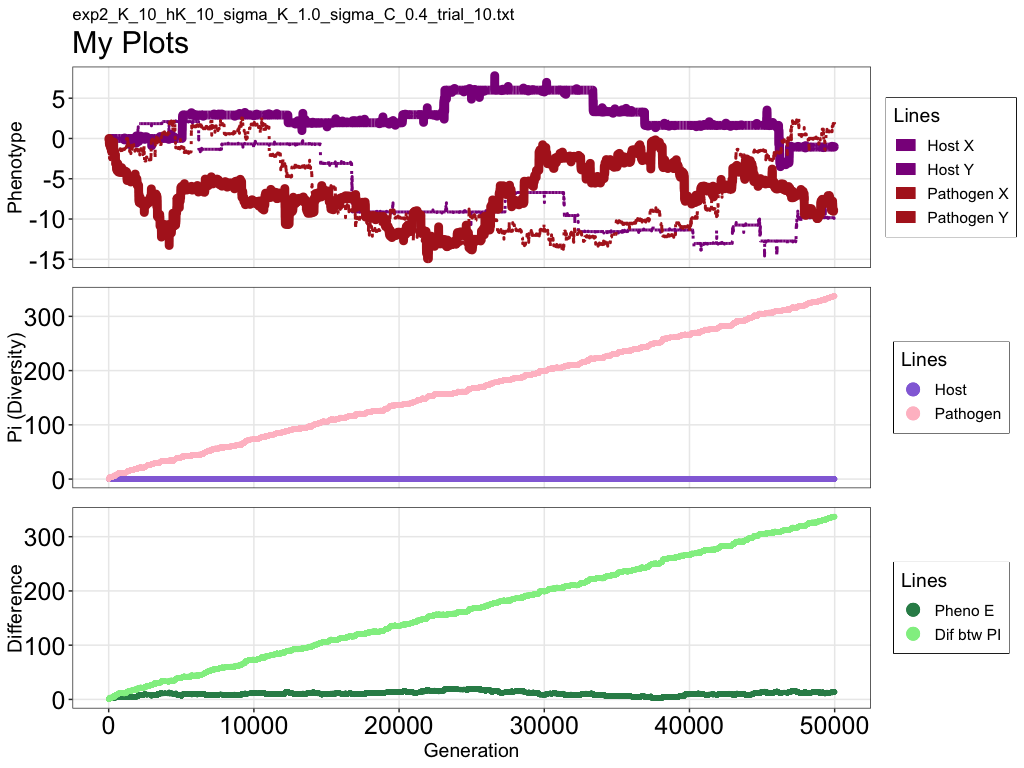 exp2_K_10_hK_10_sigma_K_1.0_sigma_C_0.4_trial_10.txt
My Plots
Phenotype
5
0
-5
-10
-15
Lines
Host X
Host Y
Pathogen X
Pathogen Y
Pi (Diversity)
300
200
100
0
Lines
Host
Pathogen
Difference
300
200
100
0
Lines
Pheno E
Dif btw PI
0 10000 20000 30000 40000 50000
Generation